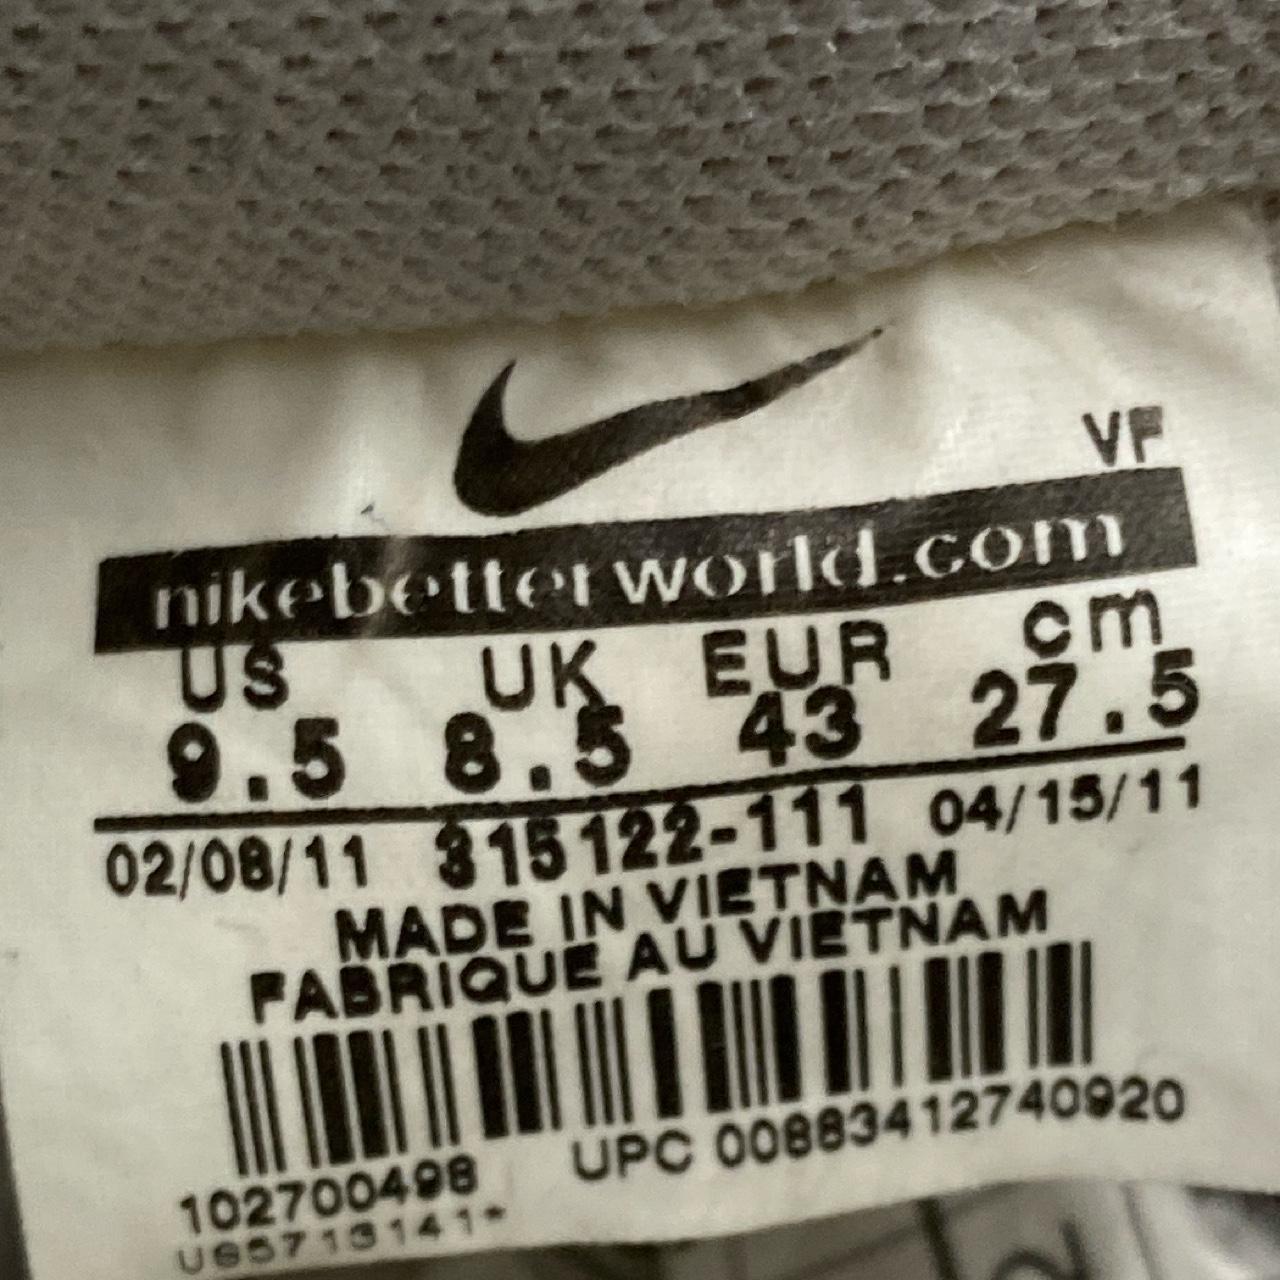 VF
nikebetterworld.com
US UK EUR cm
9.5 8.5 43 27.5
02/08/11 315122-111 04/15/11
MADE IN VIETNAM
FABRIQUE AU VIETNAM
102700498 UPC 00883412740920
US5713141*